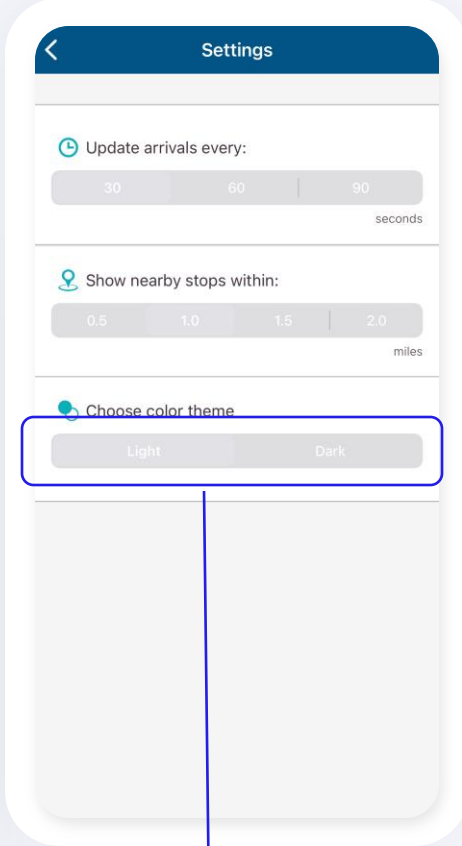 Settings
Update arrivals every:
30 60 90
seconds
Show nearby stops within:
0.5 1.0 1.5 2.0
miles
Choose color theme
Light Dark